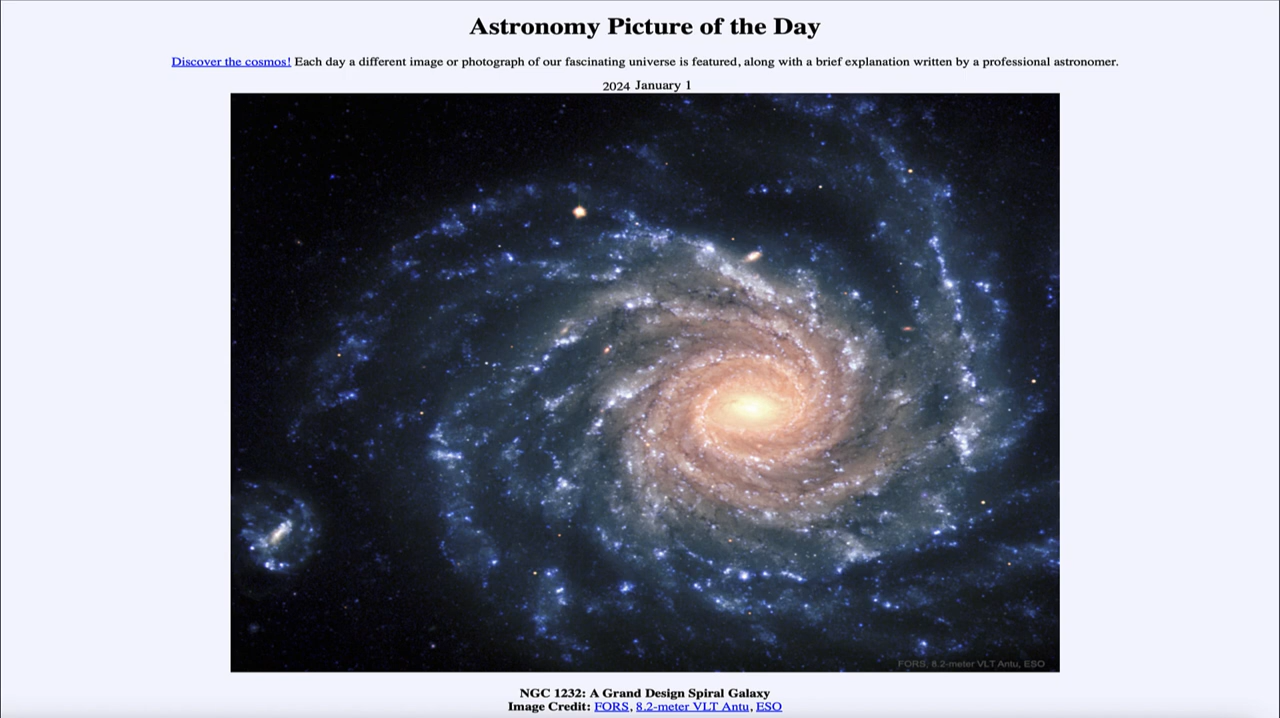 Astronomy Picture of the Day
Discover the cosmos! Each day a different image or photograph of our fascinating universe is featured, along with a brief explanation written by a professional astronomer.
2024 January 1
FORS, 8.2-meter VLT Antu, ESO
NGC 1232: A Grand Design Spiral Galaxy
Image Credit: FORS, 8.2-meter VLT Antu, ESO